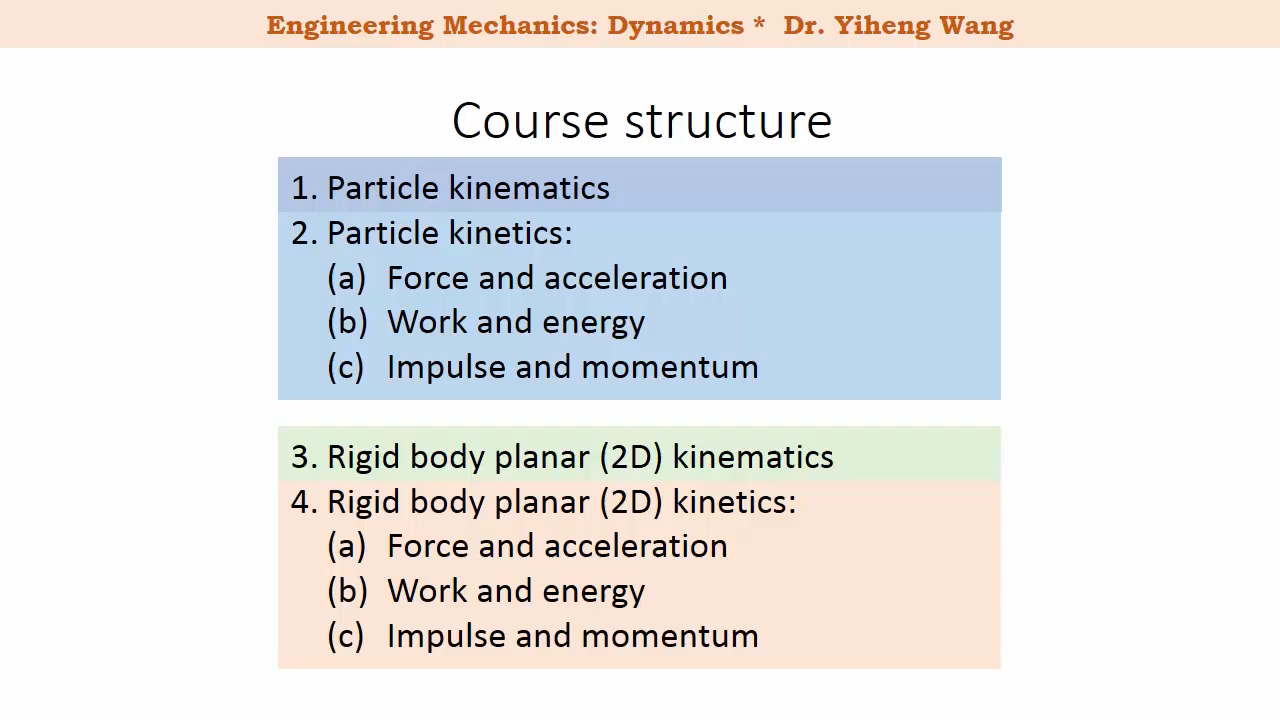 Engineering Mechanics: Dynamics * Dr. Yiheng Wang
Course structure
1. Particle kinematics
2. Particle kinetics:
(a) Force and acceleration
(b) Work and energy
(c) Impulse and momentum
3. Rigid body planar (2D) kinematics
4. Rigid body planar (2D) kinetics:
(a) Force and acceleration
(b) Work and energy
(c) Impulse and momentum